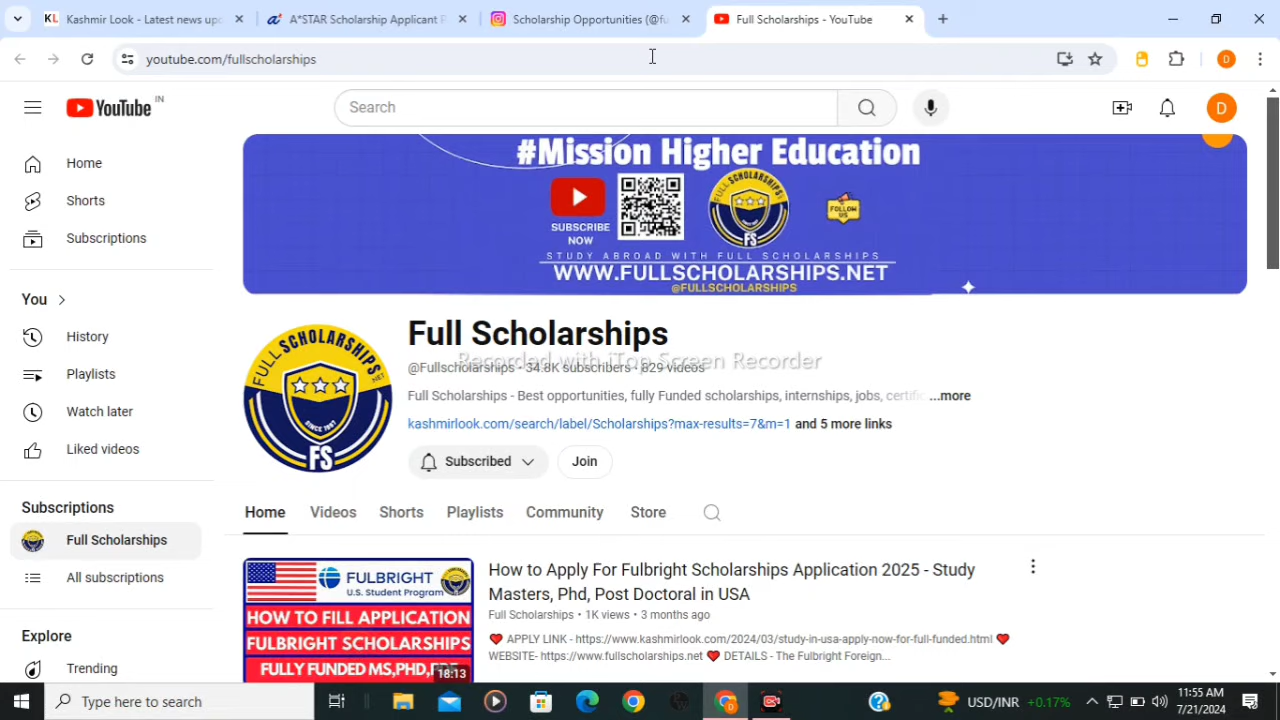 Kashmir Look - Latest news upd
A*STAR Scholarship Applicant P
Scholarship Opportunities (@fu
Full Scholarships - YouTube
youtube.com/fullscholarships
D
YouTube IN
Search
D
#Mission Higher Education
SUBSCRIBE
NOW
FULL SCHOLARSHIPS .NET
FS
FOLLOW
US
STUDY ABROAD WITH FULL SCHOLARSHIPS
WWW.FULLSCHOLARSHIPS.NET
@FULLSCHOLARSHIPS
Home
Shorts
Subscriptions
You
History
Playlists
Watch later
Liked videos
Subscriptions
Full Scholarships
All subscriptions
Explore
Trending
FULL SCHOLARSHIPS .NET
SINCE 1997
FS
Full Scholarships
Recorded with iTop Screen Recorder
@Fullscholarships · 34.8K subscribers · 829 videos
Full Scholarships - Best opportunities, fully Funded scholarships, internships, jobs, certific ...more
kashmirlook.com/search/label/Scholarships?max-results=7&m=1 and 5 more links
Subscribed
Join
Home Videos Shorts Playlists Community Store
FULBRIGHT
U.S. Student Program
HOW TO FILL APPLICATION
FULBRIGHT SCHOLARSHIPS
FULLY FUNDED MS,PHD,
18:13
How to Apply For Fulbright Scholarships Application 2025 - Study
Masters, Phd, Post Doctoral in USA
Full Scholarships · 1K views · 3 months ago
❤️ APPLY LINK - https://www.kashmirlook.com/2024/03/study-in-usa-apply-now-for-full-funded.html ❤️
WEBSITE- https://www.fullscholarships.net ❤️ DETAILS - The Fulbright Foreign...
Type here to search
USD/INR +0.17%
11:55 AM
7/21/2024